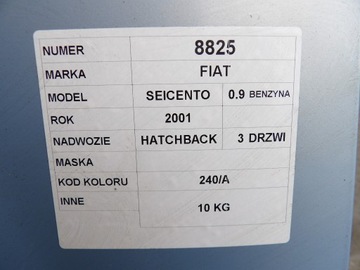 NUMER 8825
MARKA FIAT
MODEL SEICENTO 0.9 BENZYNA
ROK 2001
NADWOZIE HATCHBACK 3 DRZWI
MASKA
KOD KOLORU 240/A
INNE 10 KG